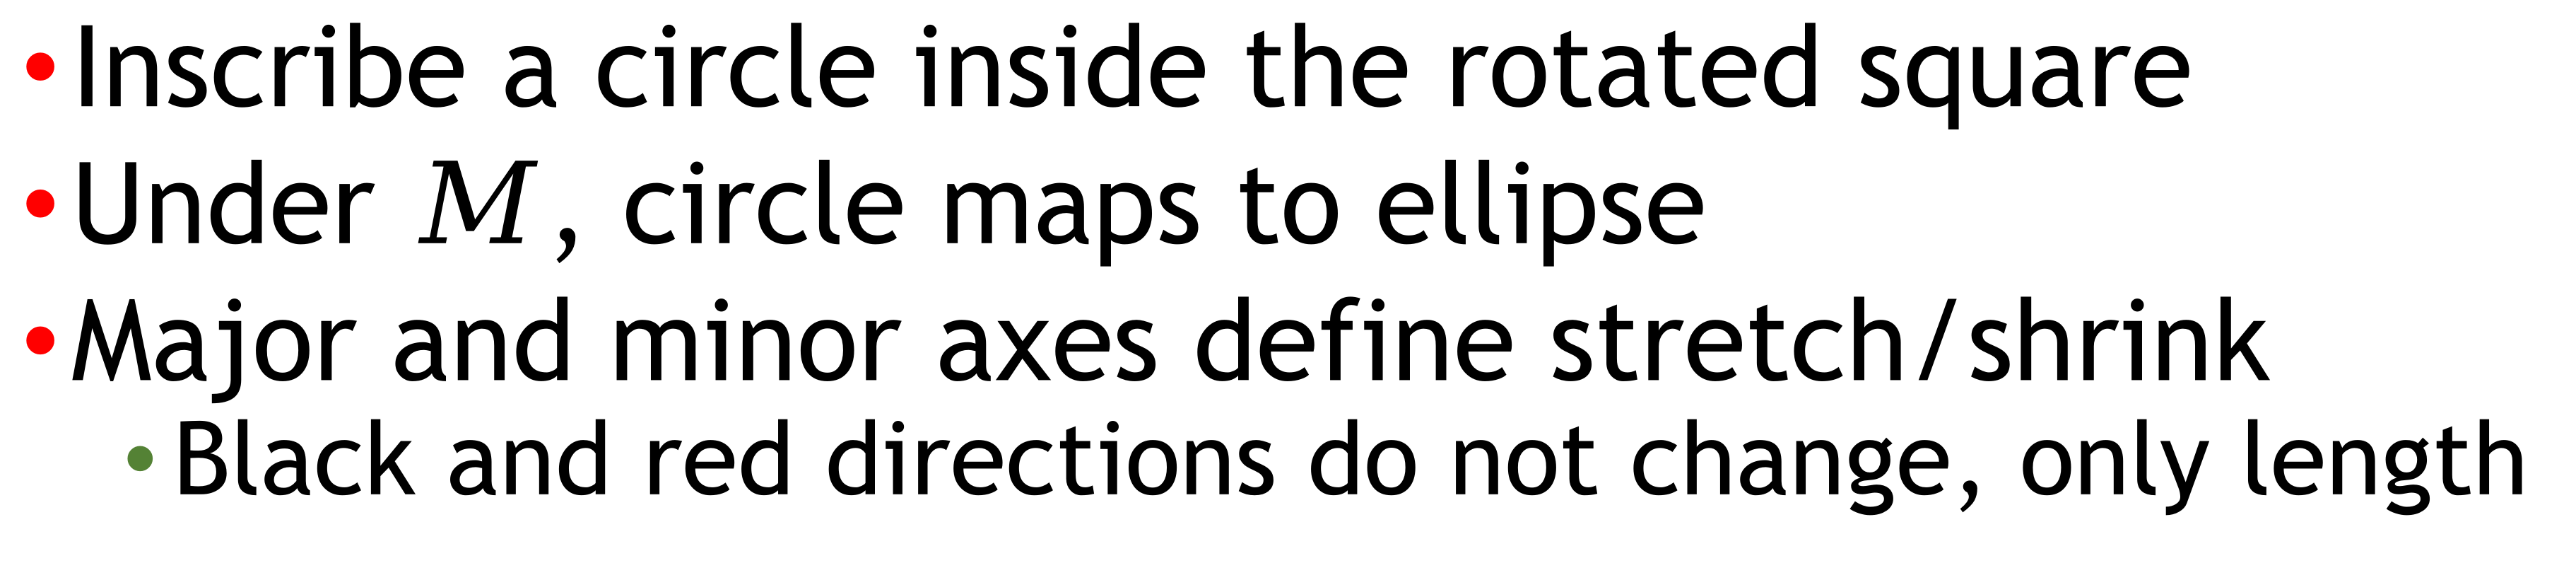 • Inscribe a circle inside the rotated square
• Under M, circle maps to ellipse
• Major and minor axes define stretch/shrink
• Black and red directions do not change, only length